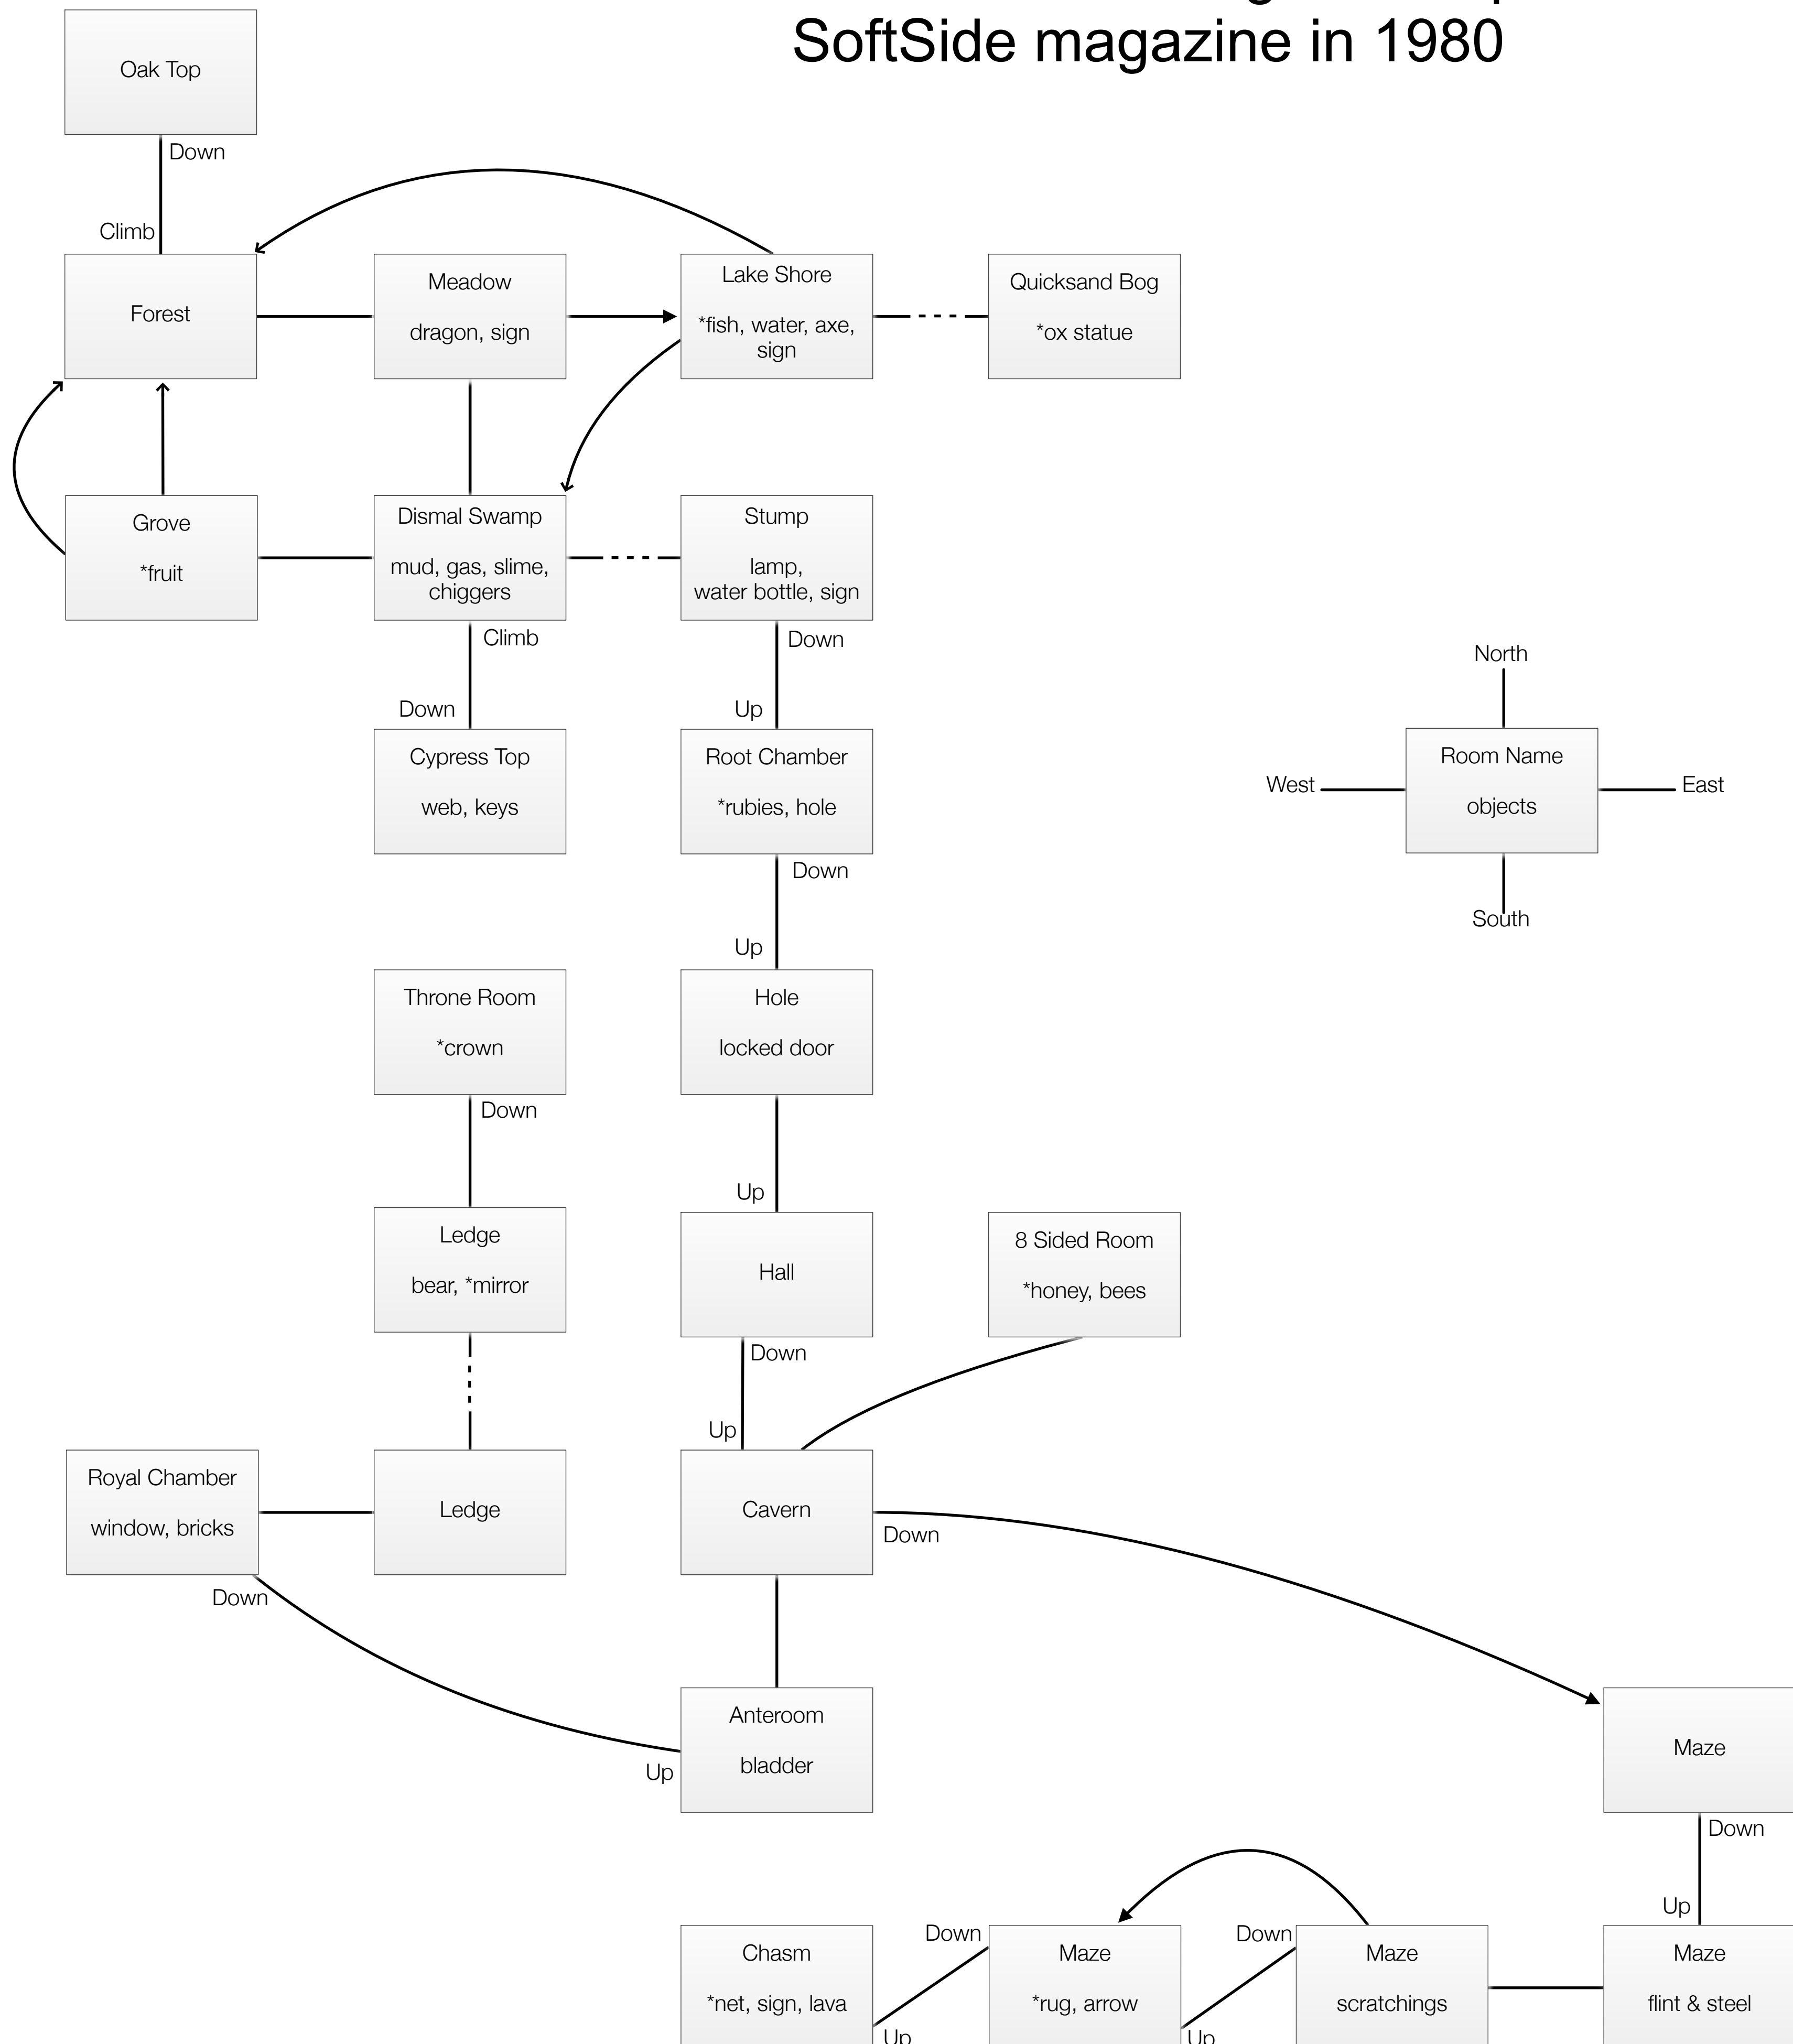 SoftSide magazine in 1980
Oak Top
Down
Climb
Forest
Meadow
dragon, sign
Lake Shore
*fish, water, axe,
sign
Quicksand Bog
*ox statue
Grove
*fruit
Dismal Swamp
mud, gas, slime,
chiggers
Stump
lamp,
water bottle, sign
Climb
Down
Down
Up
Cypress Top
web, keys
Root Chamber
*rubies, hole
North
West
Room Name
objects
East
South
Down
Up
Throne Room
*crown
Hole
locked door
Down
Up
Ledge
bear, *mirror
Hall
8 Sided Room
*honey, bees
Down
Up
Royal Chamber
window, bricks
Ledge
Cavern
Down
Down
Anteroom
bladder
Up
Maze
Down
Up
Chasm
*net, sign, lava
Down
Up
Maze
*rug, arrow
Down
Up
Maze
scratchings
Maze
flint & steel